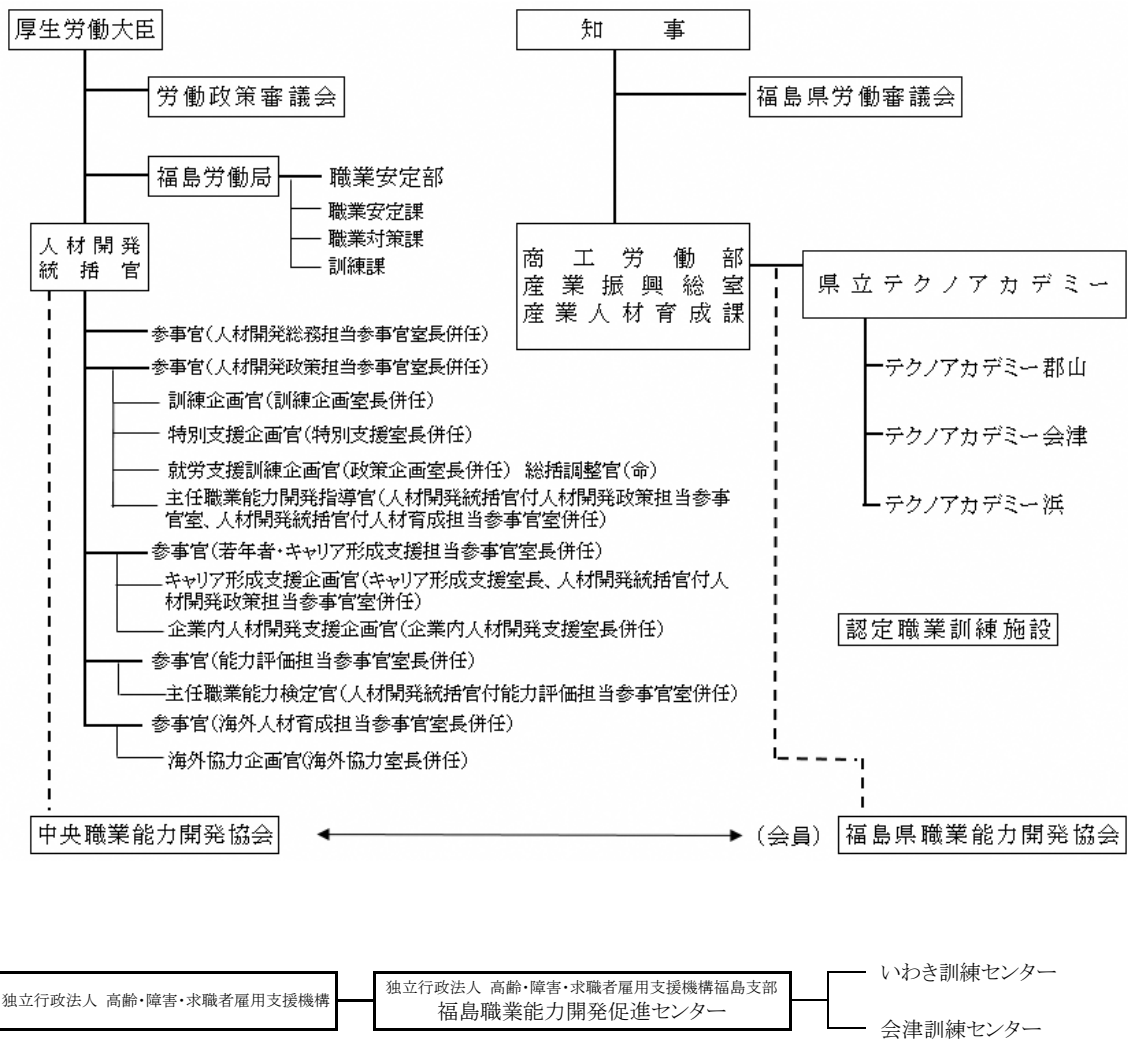 厚生労働大臣
労働政策審議会
福島労働局
職業安定部
職業安定課
職業対策課
訓練課
人材開発
統括官
参事官(人材開発総務担当参事官室長併任)
参事官(人材開発政策担当参事官室長併任)
訓練企画官(訓練企画室長併任)
特別支援企画官(特別支援室長併任)
就労支援訓練企画官(政策企画室長併任) 総括調整官(命)
主任職業能力開発指導官(人材開発統括官付人材開発政策担当参事
官室、人材開発統括官付人材育成担当参事官室併任)
参事官(若年者・キャリア形成支援担当参事官室長併任)
キャリア形成支援企画官(キャリア形成支援室長、人材開発統括官付人
材開発政策担当参事官室併任)
企業内人材開発支援企画官(企業内人材開発支援室長併任)
参事官(能力評価担当参事官室長併任)
主任職業能力検定官(人材開発統括官付能力評価担当参事官室併任)
参事官(海外人材育成担当参事官室長併任)
海外協力企画官(海外協力室長併任)
中央職業能力開発協会
知事
福島県労働審議会
商工労働部
産業振興総室
産業人材育成課
県立テクノアカデミー
テクノアカデミー郡山
テクノアカデミー会津
テクノアカデミー浜
認定職業訓練施設
(会員)
福島県職業能力開発協会
独立行政法人 高齢・障害・求職者雇用支援機構
独立行政法人 高齢・障害・求職者雇用支援機構福島支部
福島職業能力開発促進センター
いわき訓練センター
会津訓練センター